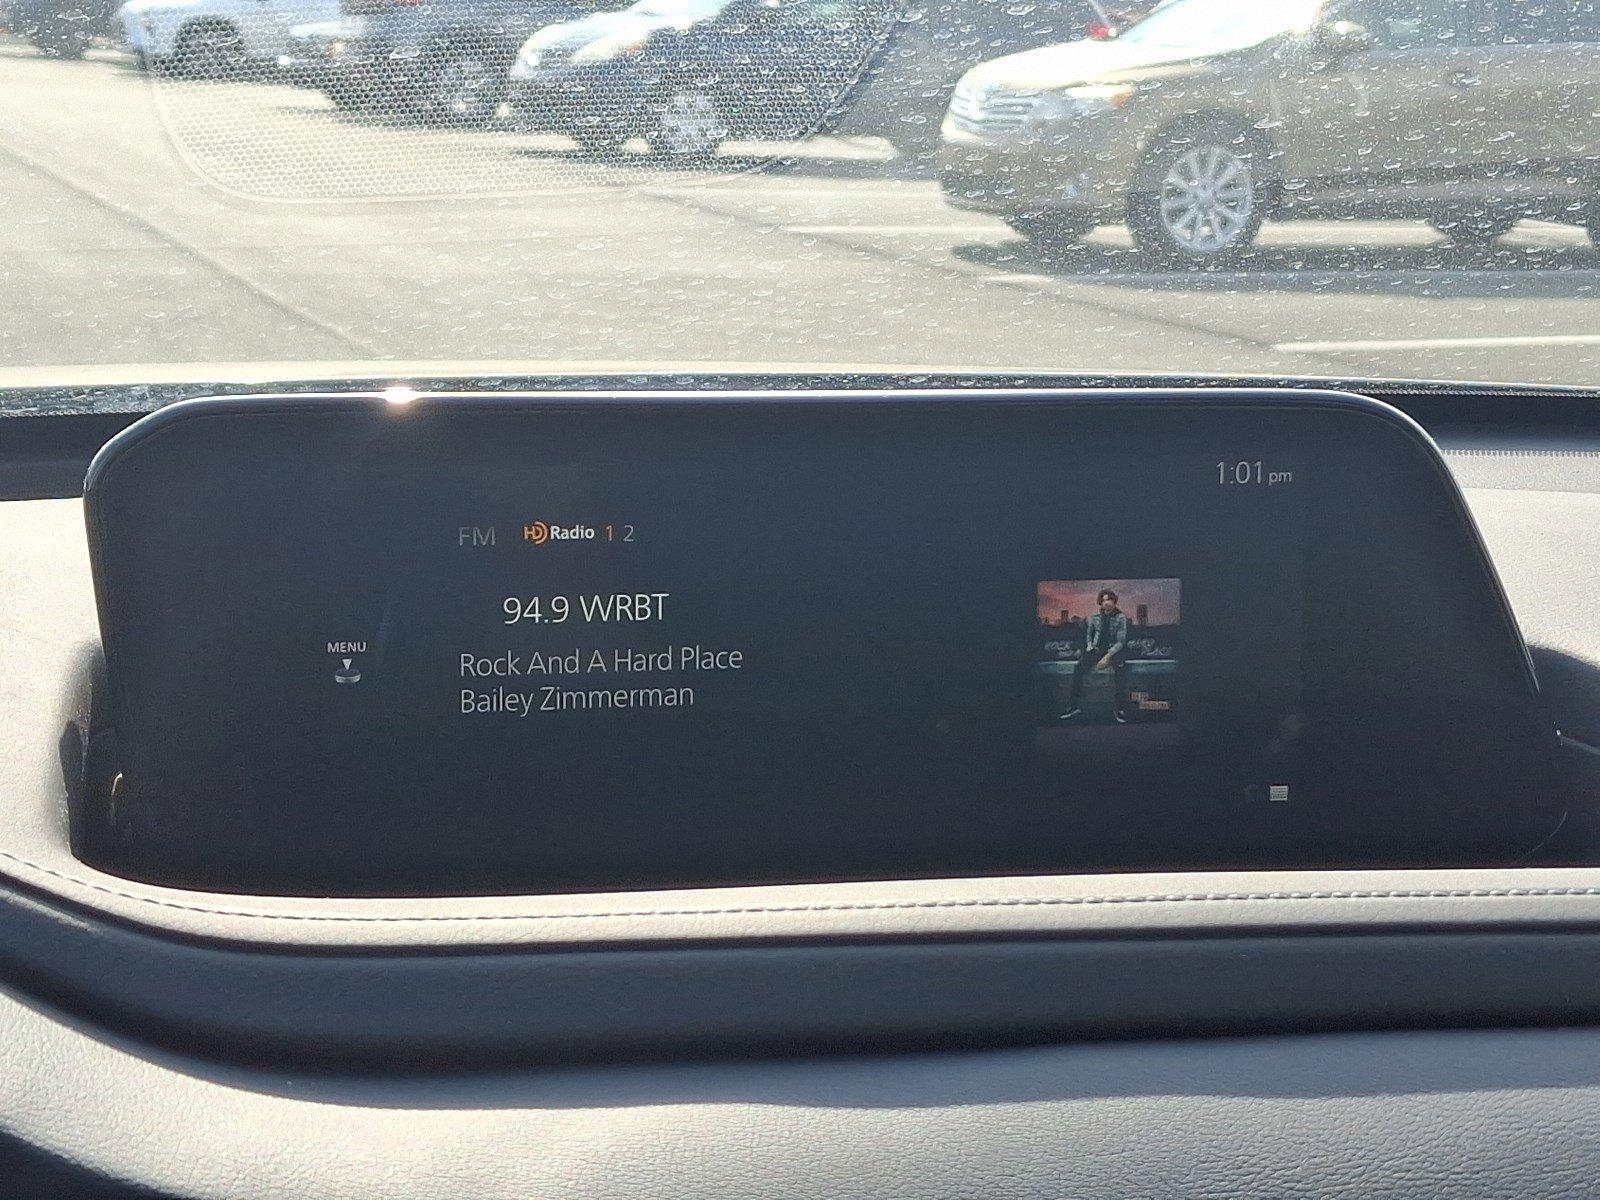 1:01 pm
FM HD Radio 1 2
94.9 WRBT
MENU
Rock And A Hard Place
Bailey Zimmerman